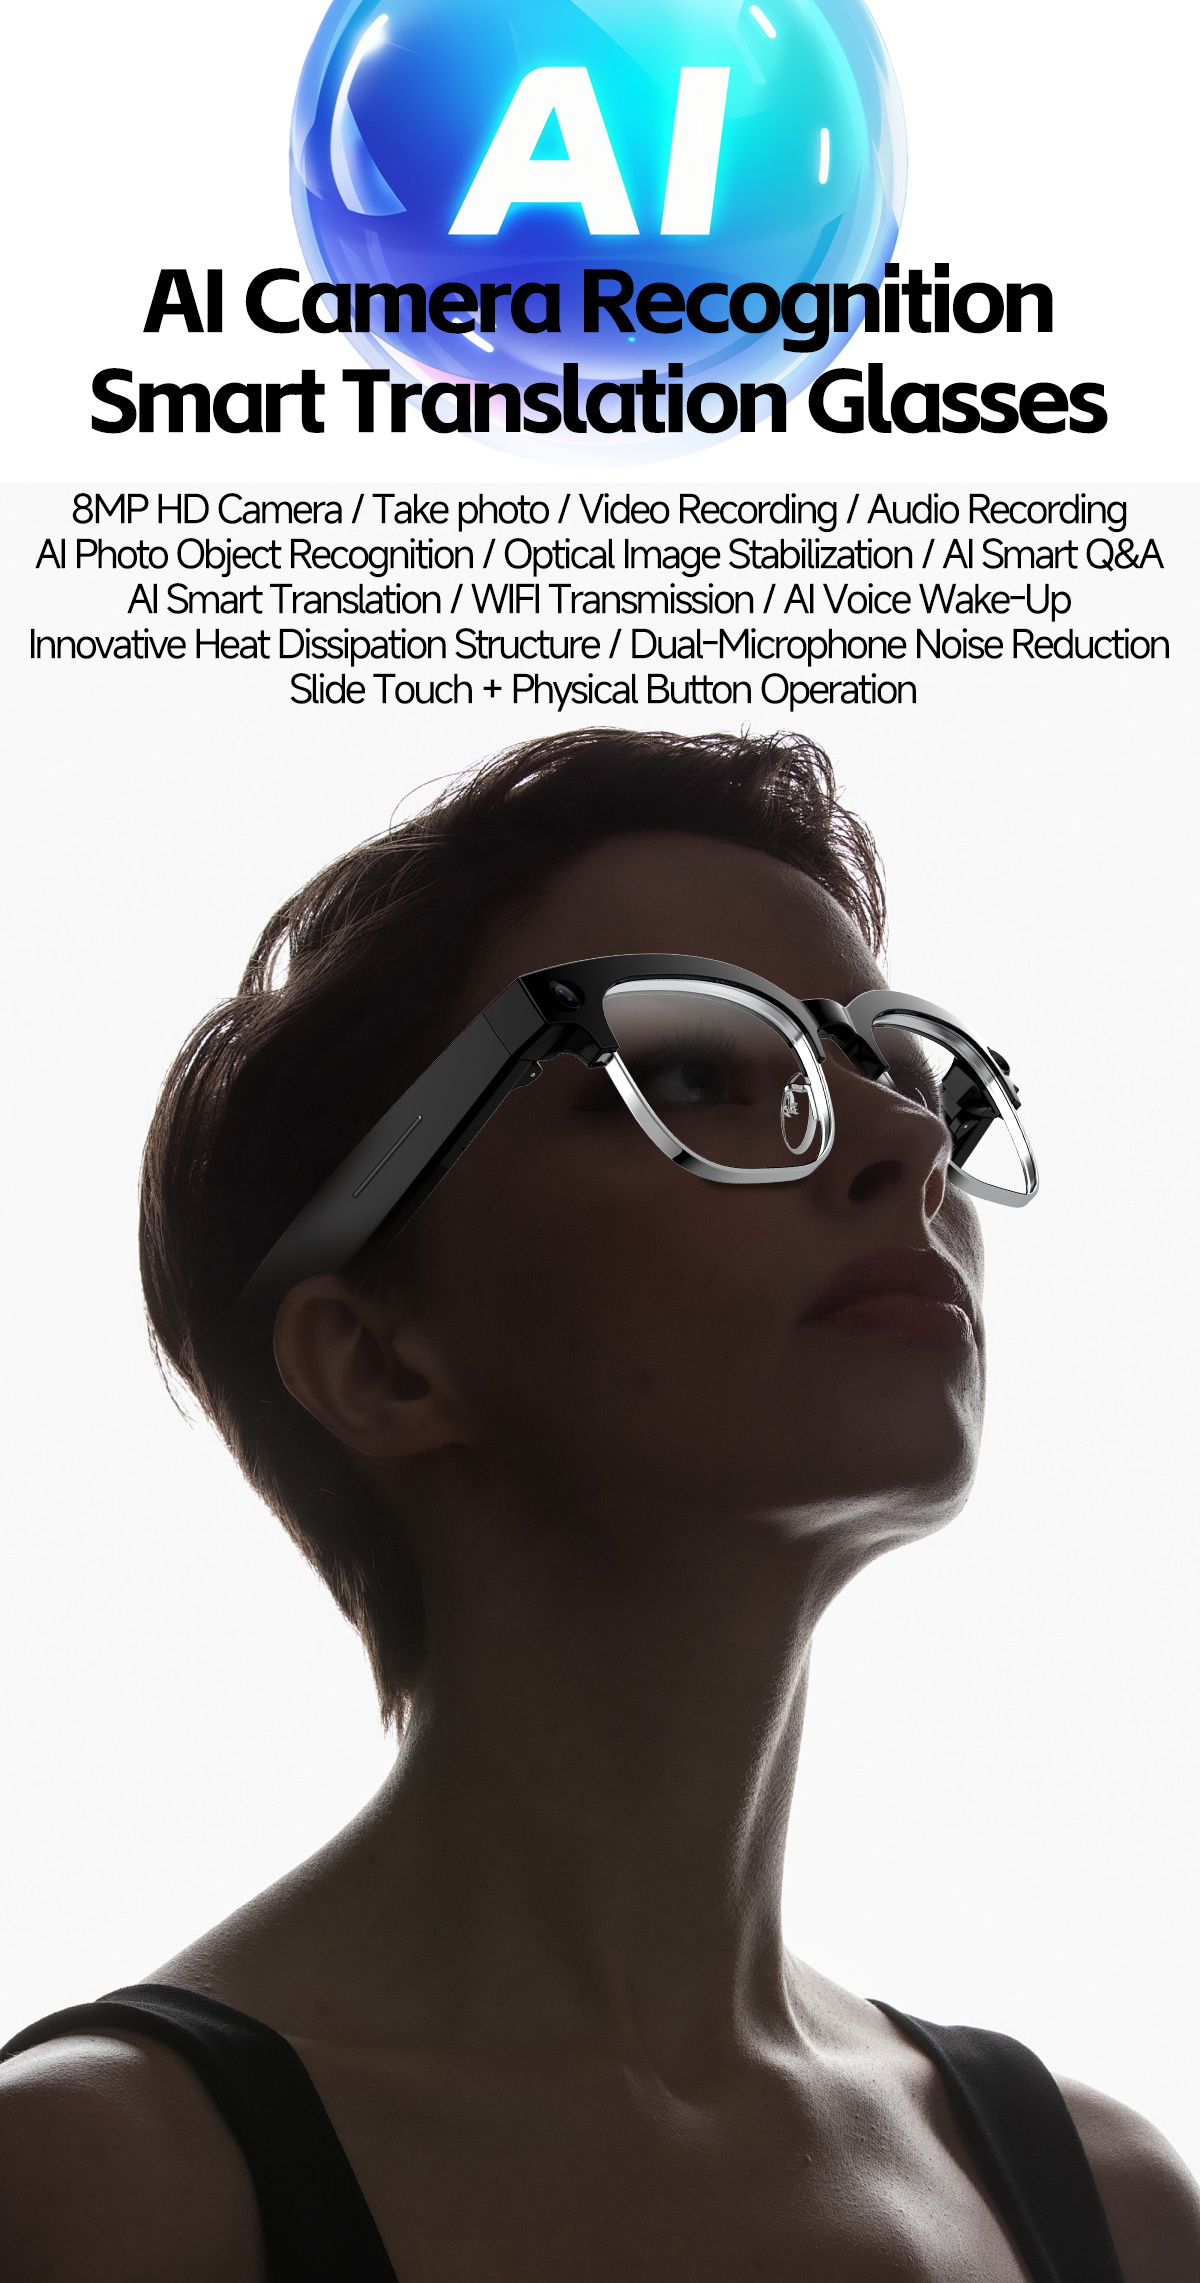 AI
AI Camera Recognition
Smart Translation Glasses
8MP HD Camera / Take photo / Video Recording / Audio Recording
AI Photo Object Recognition / Optical Image Stabilization / AI Smart Q&A
AI Smart Translation / WIFI Transmission / AI Voice Wake-Up
Innovative Heat Dissipation Structure / Dual-Microphone Noise Reduction
Slide Touch + Physical Button Operation